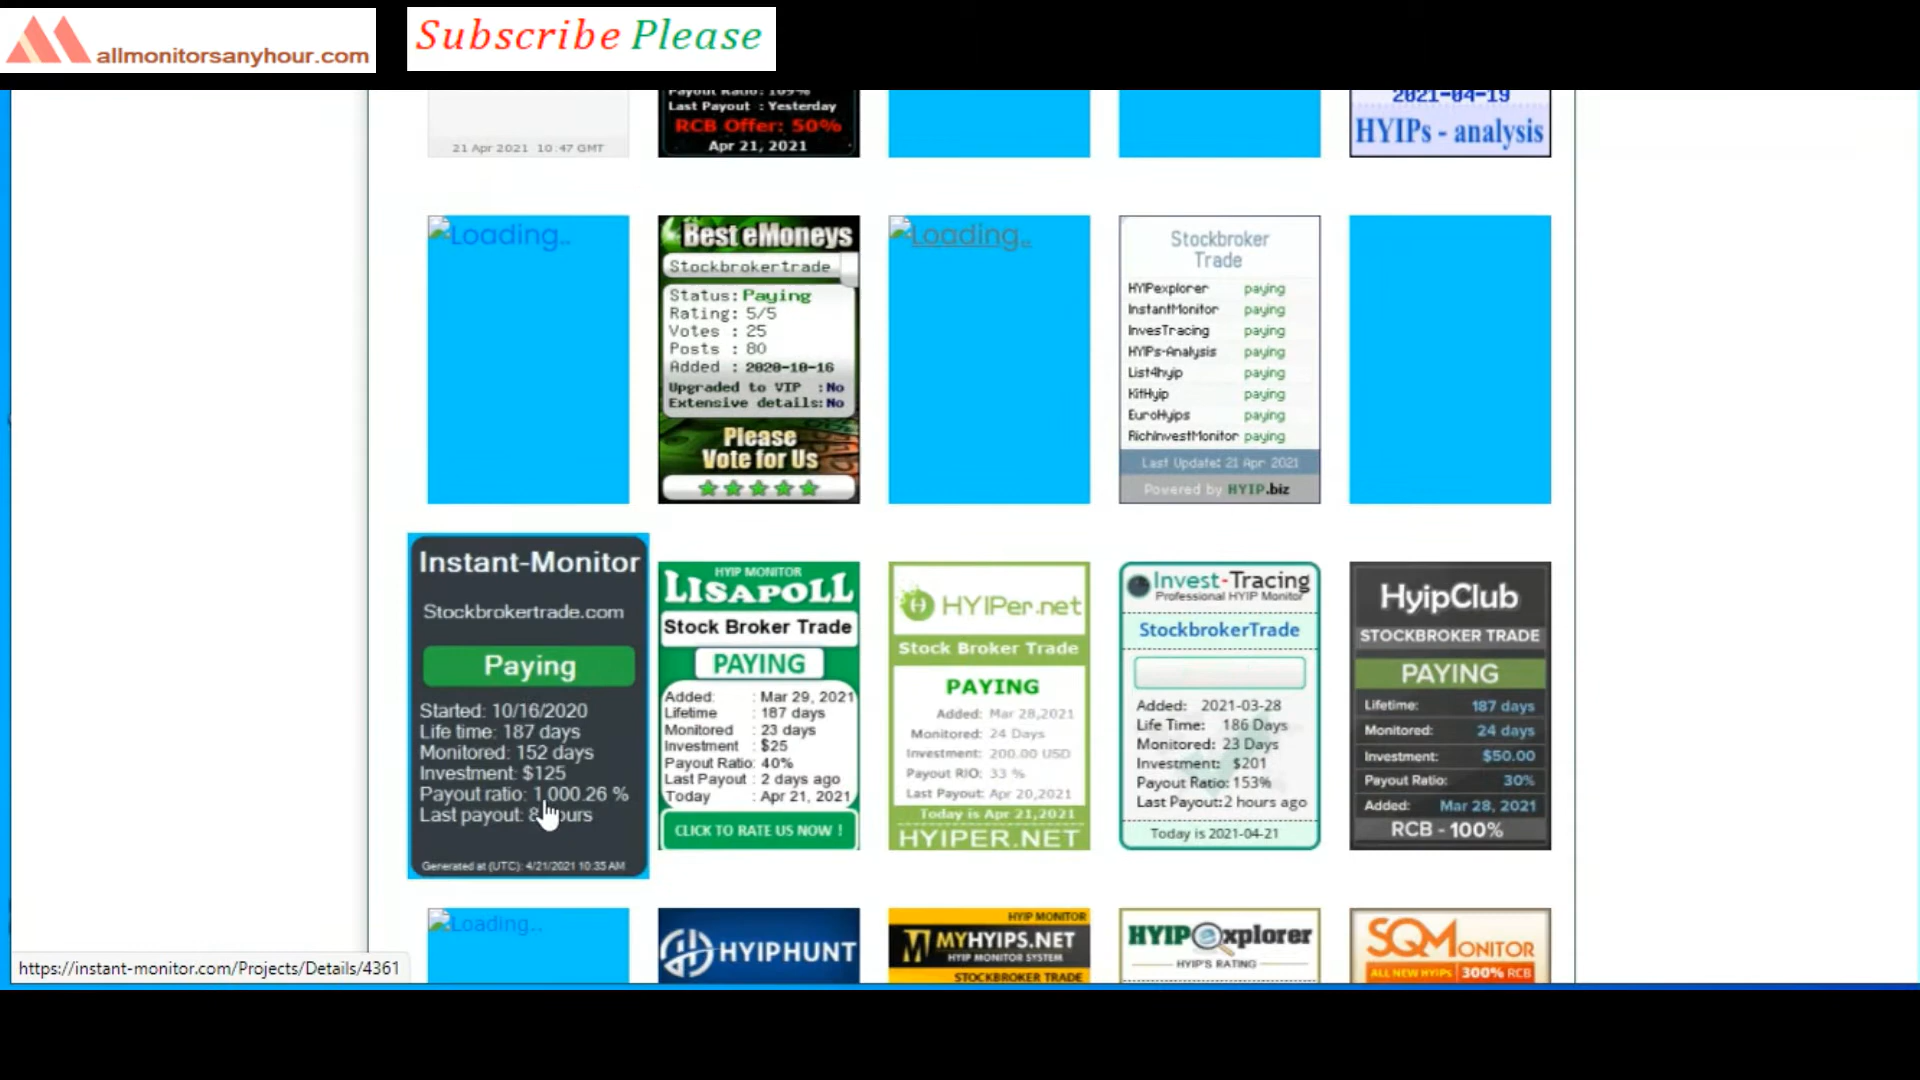 allmonitorsanyhour.com
Subscribe Please
21 Apr 2021 10:47 GMT
Payout Ratio: 109%
Last Payout : Yesterday
RCB Offer: 50%
Apr 21, 2021
2021-04-19
HYIPs - analysis
Loading..
Best eMoneys
Stockbrokertrade
Status: Paying
Rating: 5/5
Votes : 25
Posts : 80
Added : 2020-10-16
Upgraded to VIP : No
Extensive details: No
Please
Vote for Us
Loading..
Stockbroker
Trade
HYIPexplorer paying
InstantMonitor paying
InvesTracing paying
HYIPs-Analysis paying
List4hyip paying
KitHyip paying
EuroHyips paying
RichInvestMonitor paying
Last Update: 21 Apr 2021
Powered by HYIP.biz
Instant-Monitor
Stockbrokertrade.com
Paying
Started: 10/16/2020
Life time: 187 days
Monitored: 152 days
Investment: $125
Payout ratio: 1,000.26 %
Last payout: 8 hours
Generated at (UTC): 4/21/2021 10:35 AM
HYIP MONITOR
LISAPOLL
Stock Broker Trade
PAYING
Added: : Mar 29, 2021
Lifetime : 187 days
Monitored : 23 days
Investment : $25
Payout Ratio: 40%
Last Payout : 2 days ago
Today : Apr 21, 2021
CLICK TO RATE US NOW !
HYIPer.net
Stock Broker Trade
PAYING
Added: Mar 28,2021
Monitored: 24 Days
Investment: 200.00 USD
Payout RIO: 33 %
Last Payout: Apr 20,2021
Today is Apr 21,2021
HYIPER.NET
Invest-Tracing
Professional HYIP Monitor
StockbrokerTrade
Added: 2021-03-28
Life Time: 186 Days
Monitored: 23 Days
Investment: $201
Payout Ratio: 153%
Last Payout:2 hours ago
Today is 2021-04-21
HyipClub
STOCKBROKER TRADE
PAYING
Lifetime: 187 days
Monitored: 24 days
Investment: $50.00
Payout Ratio: 30%
Added: Mar 28, 2021
RCB - 100%
Loading..
HYIPHUNT
HYIP MONITOR
MYHYIPS.NET
HYIP MONITOR SYSTEM
STOCKBROKER TRADE
HYIPExplorer
HYIP'S RATING
SQMONITOR
ALL NEW HYIPS 300% RCB
https://instant-monitor.com/Projects/Details/4361